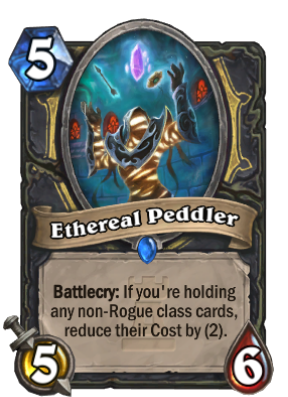 5
Ethereal Peddler
Battlecry: If you're holding
any non-Rogue class cards,
reduce their Cost by (2).
5
6